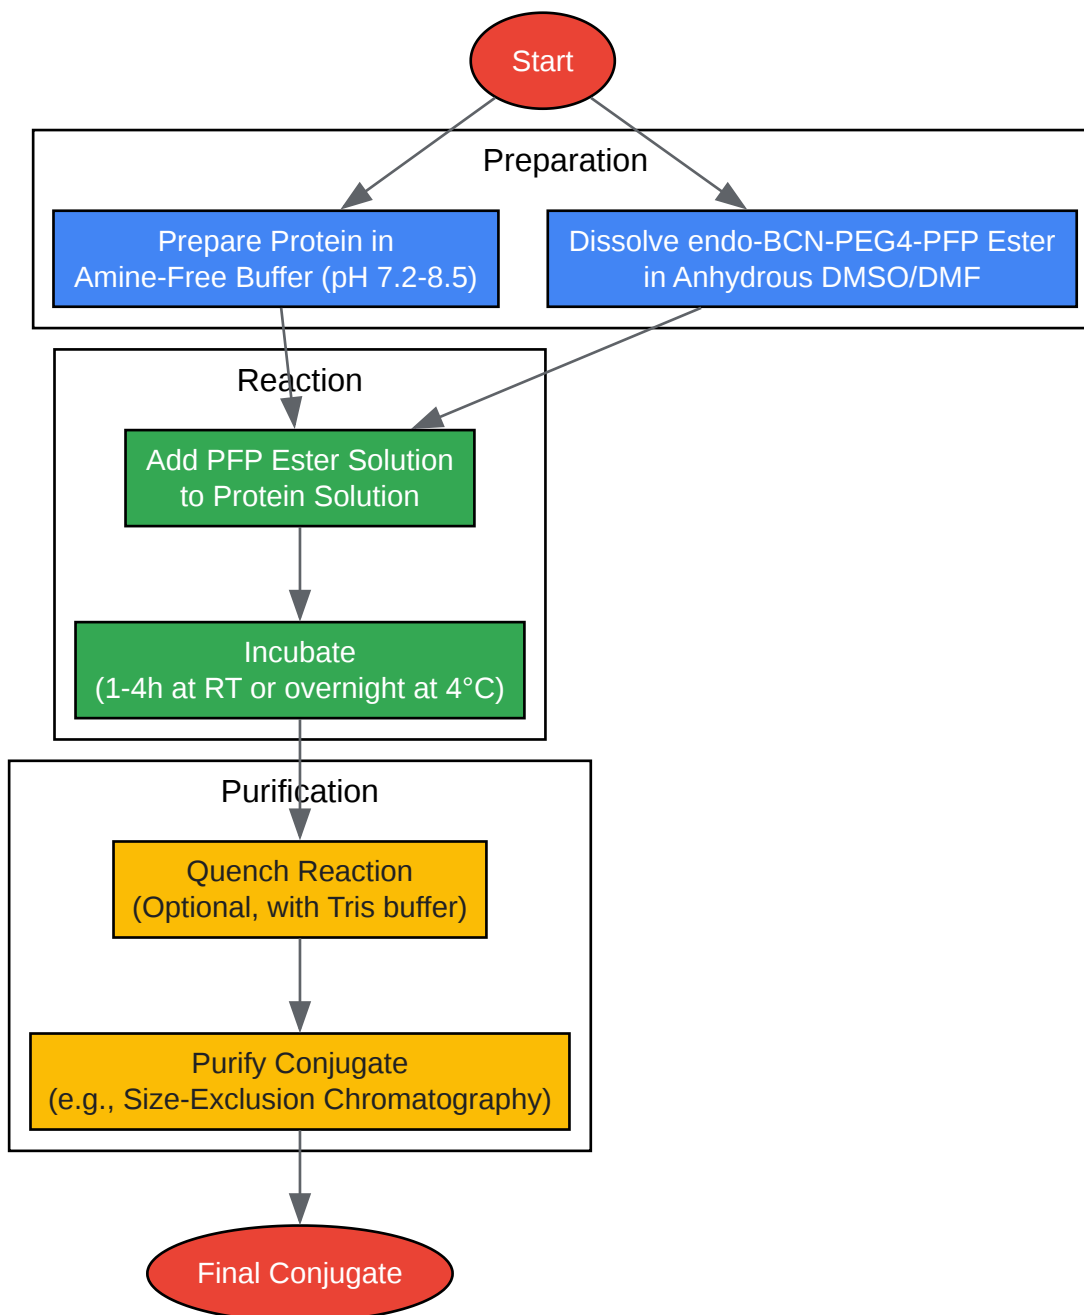 Start
Preparation
Prepare Protein in
Amine-Free Buffer (pH 7.2-8.5)
Dissolve endo-BCN-PEG4-PFP Ester
in Anhydrous DMSO/DMF
Reaction
Add PFP Ester Solution
to Protein Solution
Incubate
(1-4h at RT or overnight at 4°C)
Purification
Quench Reaction
(Optional, with Tris buffer)
Purify Conjugate
(e.g., Size-Exclusion Chromatography)
Final Conjugate